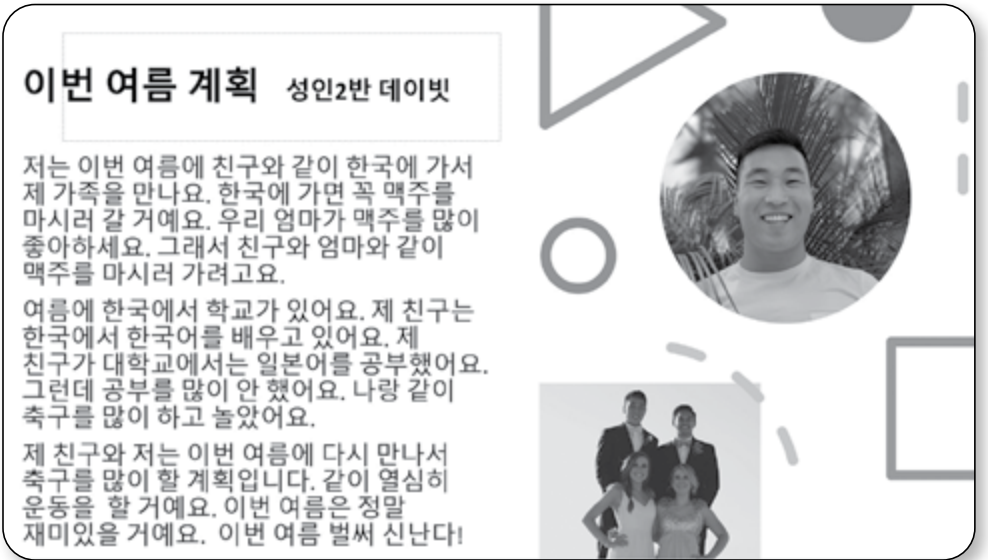 이번 여름 계획 성인2반 데이빗
저는 이번 여름에 친구와 같이 한국에 가서
제 가족을 만나요. 한국에 가면 꼭 맥주를
마시러 갈 거예요. 우리 엄마가 맥주를 많이
좋아하세요. 그래서 친구와 엄마와 같이
맥주를 마시러 가려고요.
여름에 한국에서 학교가 있어요. 제 친구는
한국에서 한국어를 배우고 있어요. 제
친구가 대학교에서는 일본어를 공부했어요.
그런데 공부를 많이 안 했어요. 나랑 같이
축구를 많이 하고 놀았어요.
제 친구와 저는 이번 여름에 다시 만나서
축구를 많이 할 계획입니다. 같이 열심히
운동을 할 거예요. 이번 여름은 정말
재미있을 거예요. 이번 여름 벌써 신난다!